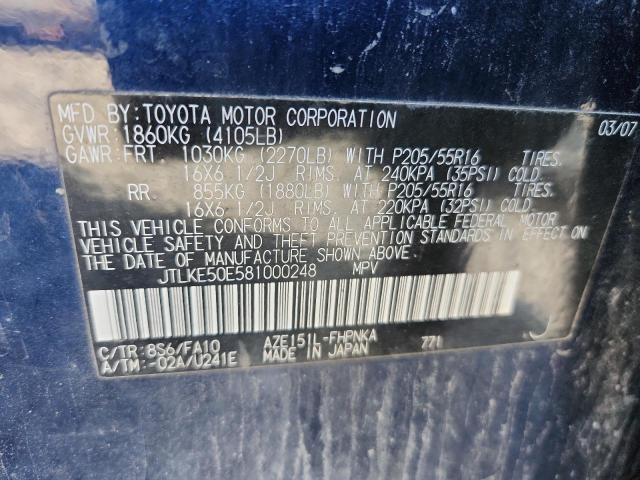 MFD BY:TOYOTA MOTOR CORPORATION 03/07
GVWR:1860KG (4105LB)
GAWR:FRT. 1030KG (2270LB) WITH P205/55R16 TIRES.
16X6 1/2J RIMS. AT 240KPA (35PSI) COLD.
RR. 855KG (1880LB) WITH P205/55R16 TIRES.
16X6 1/2J RIMS. AT 220KPA (32PSI) COLD.
THIS VEHICLE CONFORMS TO ALL APPLICABLE FEDERAL MOTOR
VEHICLE SAFETY AND THEFT PREVENTION STANDARDS IN EFFECT ON
THE DATE OF MANUFACTURE SHOWN ABOVE.
JTLKE50E581000248 MPV
C/TR:8S6/FA10 AZE151L-FHPNKA 771 J
A/TM:-02A/U241E MADE IN JAPAN